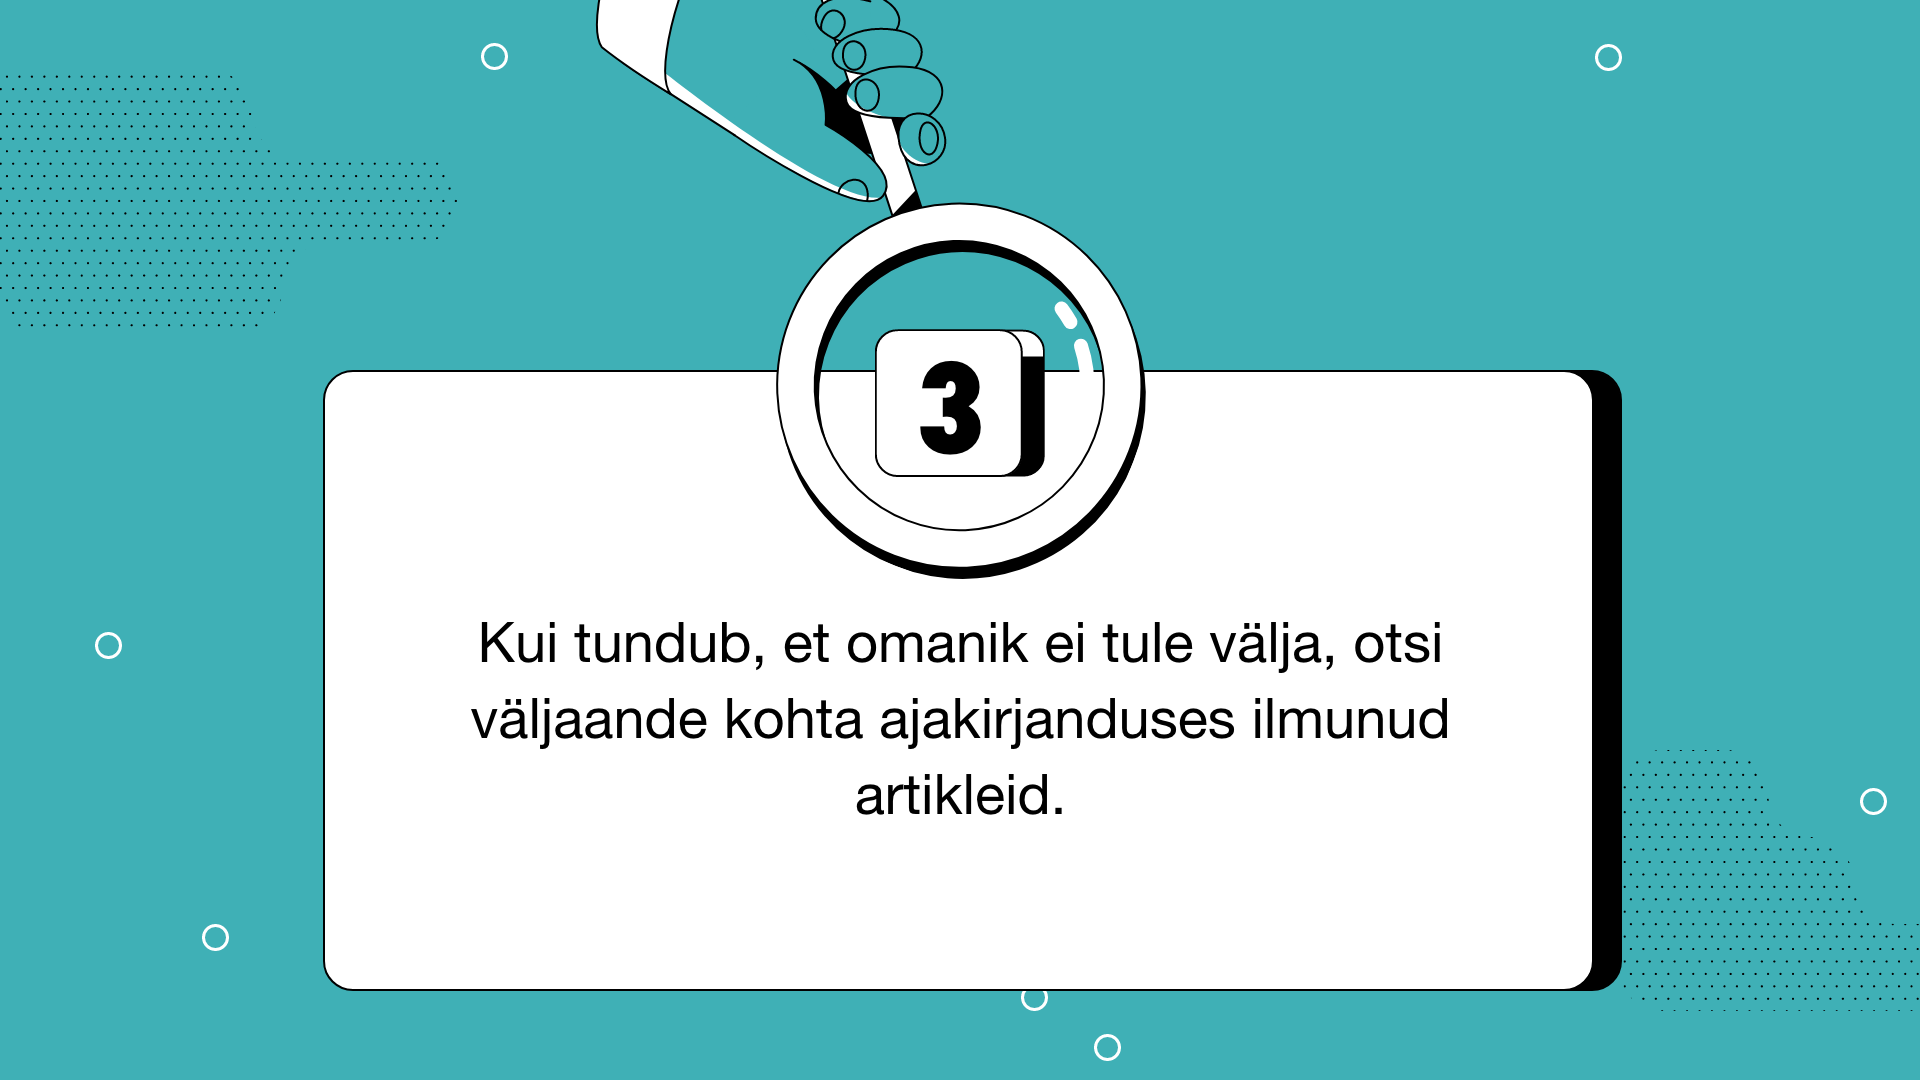 3
Kui tundub, et omanik ei tule välja, otsi
väljaande kohta ajakirjanduses ilmunud
artikleid.